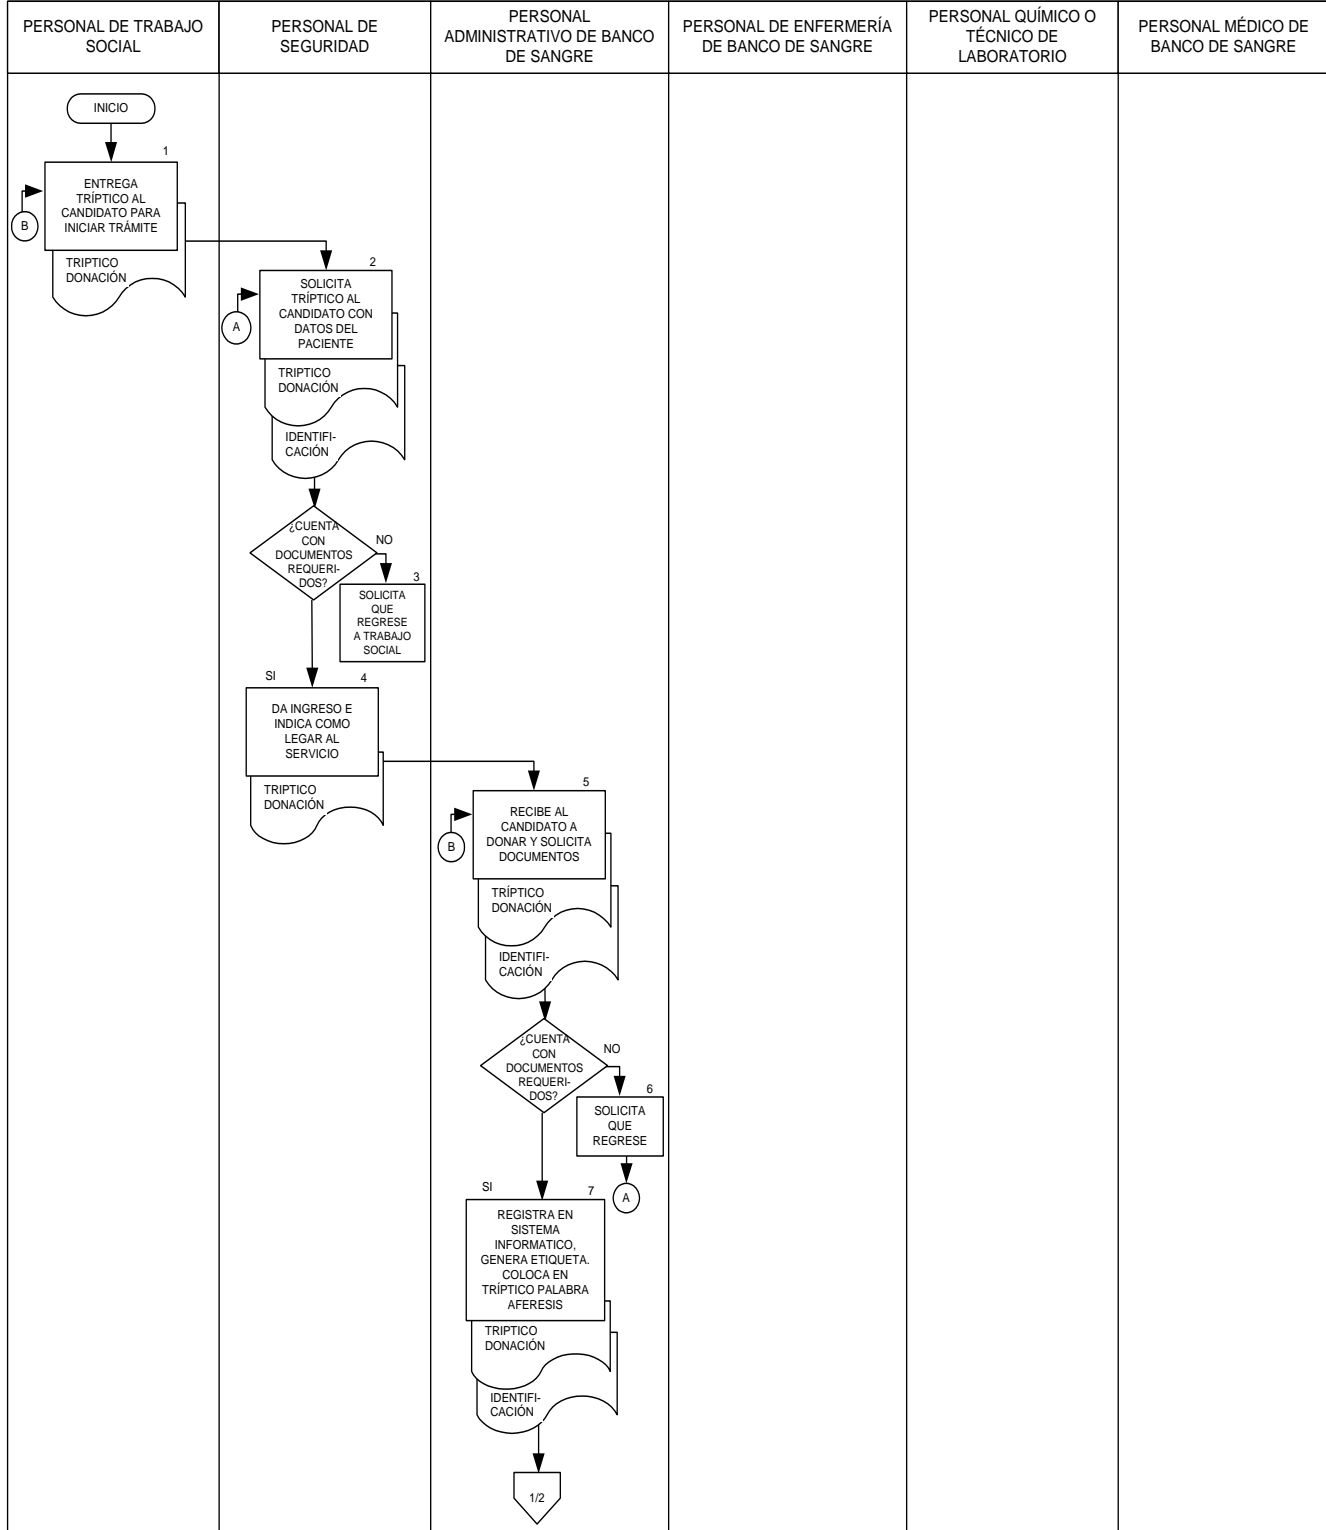 PERSONAL DE TRABAJO
SOCIAL
PERSONAL DE
SEGURIDAD
PERSONAL
ADMINISTRATIVO DE BANCO
DE SANGRE
PERSONAL DE ENFERMERÍA
DE BANCO DE SANGRE
PERSONAL QUÍMICO O
TÉCNICO DE
LABORATORIO
PERSONAL MÉDICO DE
BANCO DE SANGRE
INICIO
1
ENTREGA
TRÍPTICO AL
CANDIDATO PARA
INICIAR TRÁMITE
B
TRIPTICO
DONACIÓN
2
SOLICITA
TRÍPTICO AL
CANDIDATO CON
DATOS DEL
PACIENTE
A
TRIPTICO
DONACIÓN
IDENTIFI-
CACIÓN
¿CUENTA
CON
DOCUMENTOS
REQUERI-
DOS?
NO
3
SOLICITA
QUE
REGRESE
A TRABAJO
SOCIAL
SI
4
DA INGRESO E
INDICA COMO
LEGAR AL
SERVICIO
TRIPTICO
DONACIÓN
5
RECIBE AL
CANDIDATO A
DONAR Y SOLICITA
DOCUMENTOS
B
TRÍPTICO
DONACIÓN
IDENTIFI-
CACIÓN
¿CUENTA
CON
DOCUMENTOS
REQUERI-
DOS?
NO
6
SOLICITA
QUE
REGRESE
A
SI
7
REGISTRA EN
SISTEMA
INFORMATICO,
GENERA ETIQUETA.
COLOCA EN
TRÍPTICO PALABRA
AFERESIS
TRIPTICO
DONACIÓN
IDENTIFI-
CACIÓN
1/2